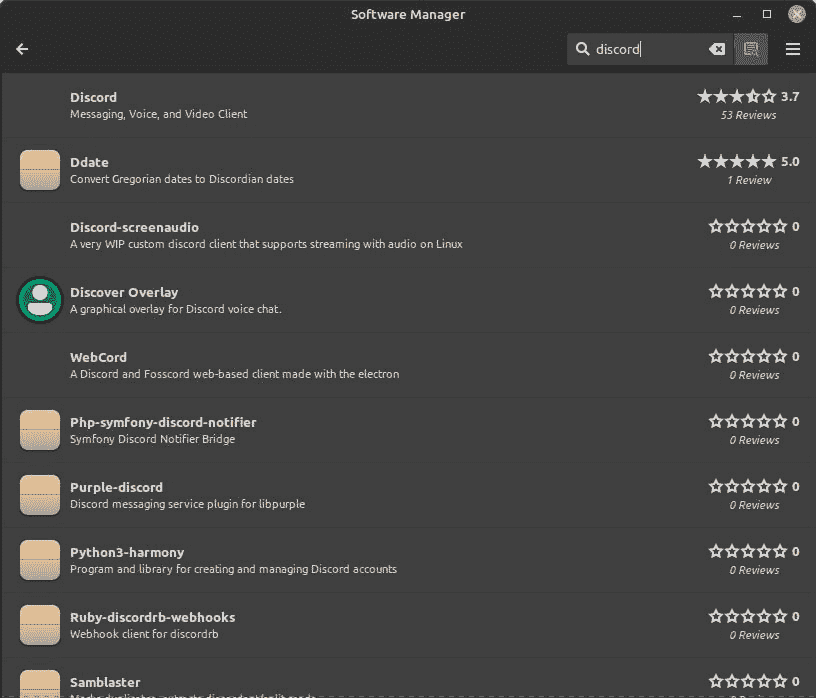 Software Manager
discord
Discord
3.7
Messaging, Voice, and Video Client
53 Reviews
Ddate
5.0
Convert Gregorian dates to Discordian dates
1 Review
Discord-screenaudio
0
A very WIP custom discord client that supports streaming with audio on Linux
0 Reviews
Discover Overlay
0
A graphical overlay for Discord voice chat.
0 Reviews
WebCord
0
A Discord and Fosscord web-based client made with the electron
0 Reviews
Php-symfony-discord-notifier
0
Symfony Discord Notifier Bridge
0 Reviews
Purple-discord
0
Discord messaging service plugin for libpurple
0 Reviews
Python3-harmony
0
Program and library for creating and managing Discord accounts
0 Reviews
Ruby-discordrb-webhooks
0
Webhook client for discordrb
0 Reviews
Samblaster
0